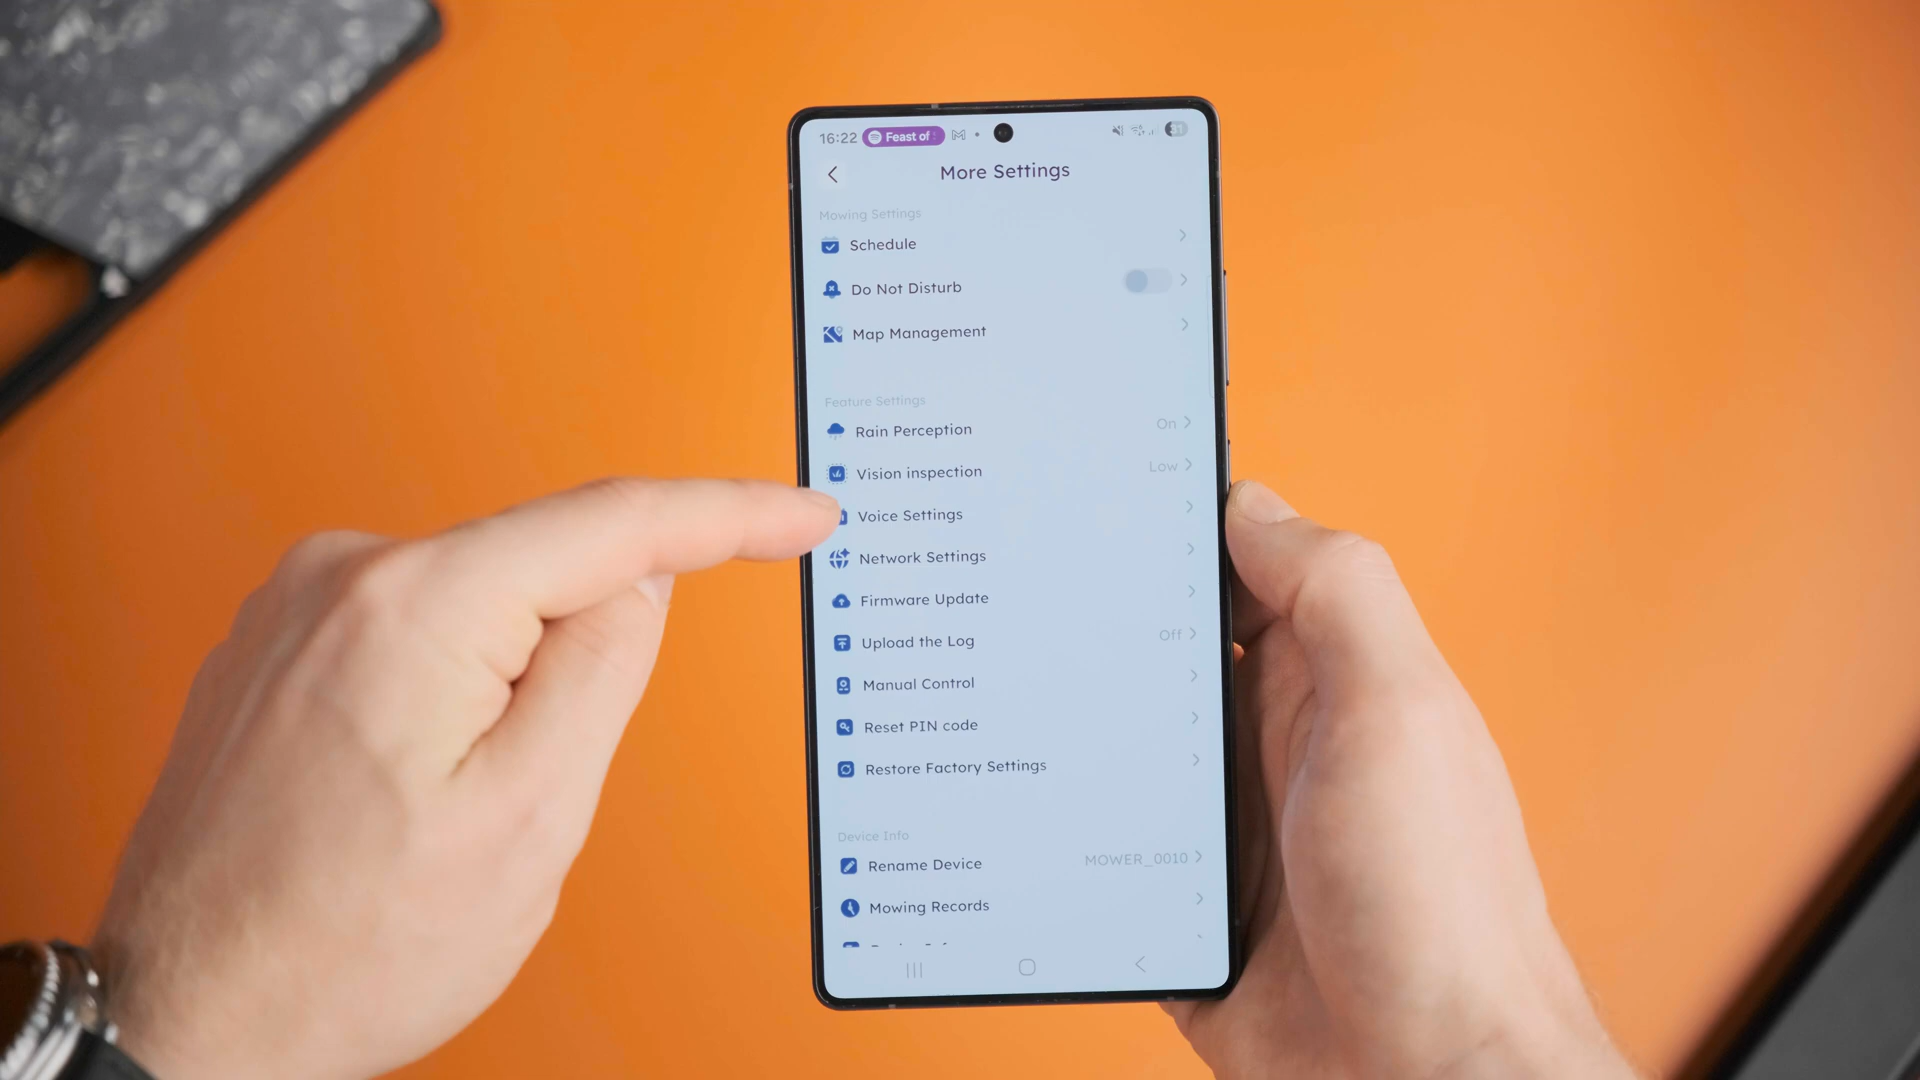 16:22 Feast of 31
More Settings
Mowing Settings
Schedule
Do Not Disturb
Map Management
Feature Settings
Rain Perception On
Vision inspection Low
Voice Settings
Network Settings
Firmware Update
Upload the Log Off
Manual Control
Reset PIN code
Restore Factory Settings
Device Info
Rename Device MOWER_0010
Mowing Records